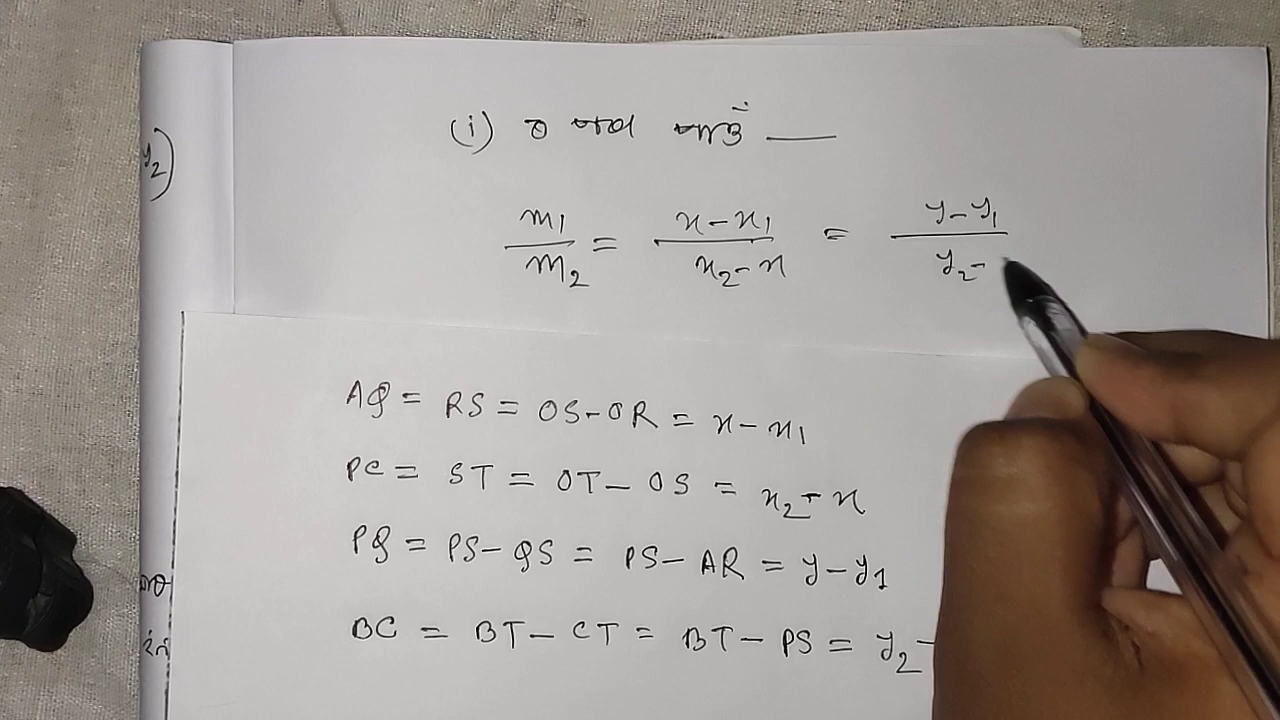 (i) ত
m1/m2 = x-x1/x2-x = y-y1/y2-
AQ = RS = OS-OR = x-x1
PC = ST = OT-OS = x2-x
PQ = PS-QS = PS-AR = y-y1
BC = BT-CT = BT-PS = y2-
y2)